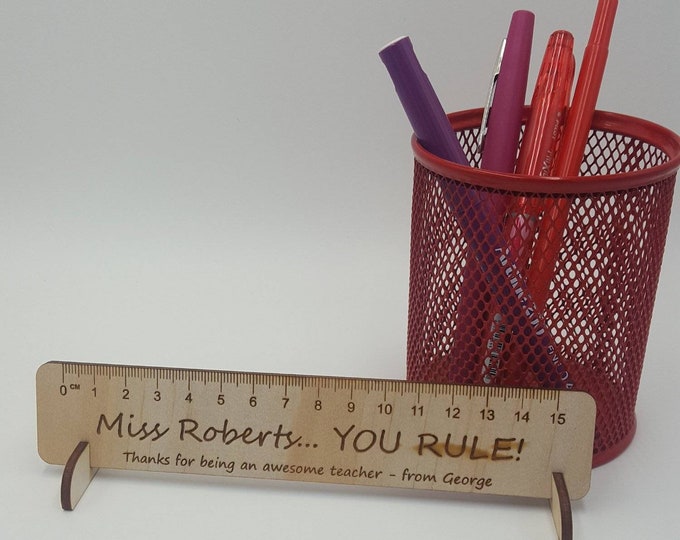 0 CM 1 2 3 4 5 6 7 8 9 10 11 12 13 14 15
Miss Roberts... YOU RULE!
Thanks for being an awesome teacher - from George